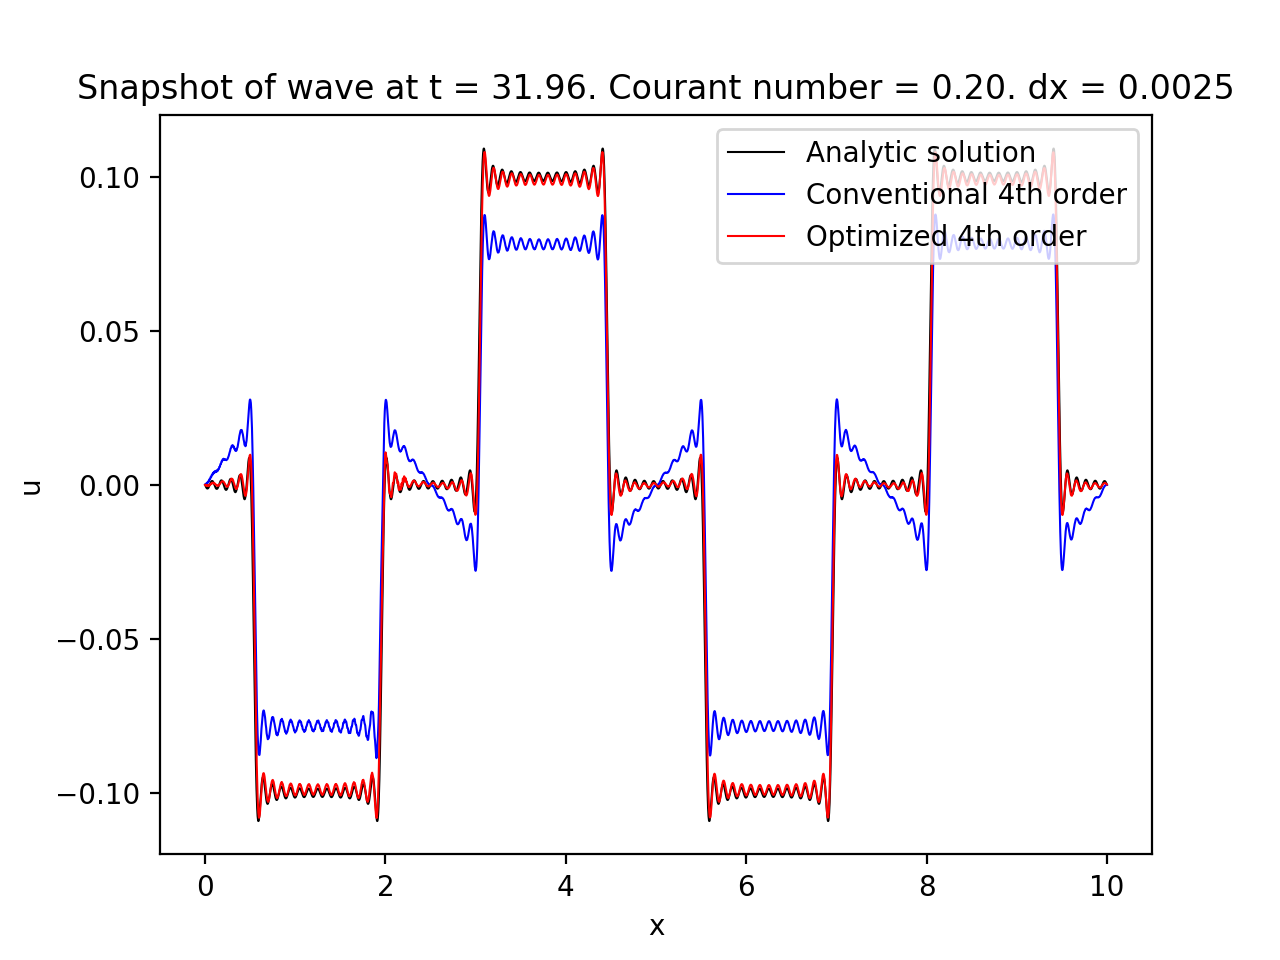 Snapshot of wave at t = 31.96. Courant number = 0.20. dx = 0.0025
Analytic solution
Conventional 4th order
Optimized 4th order
0.10
0.05
0.00
−0.05
−0.10
u
0 2 4 6 8 10
x